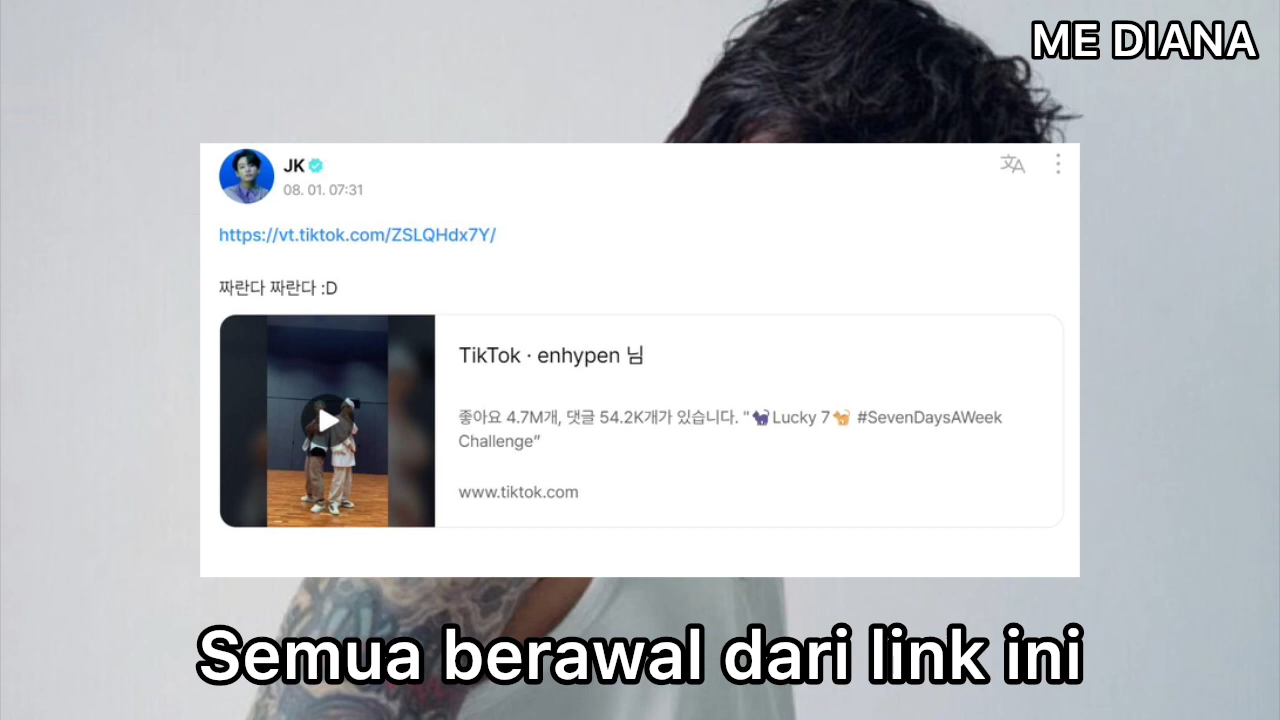 ME DIANA
JK
08. 01. 07:31
https://vt.tiktok.com/ZSLQHdx7Y/
짜란다 짜란다 :D
TikTok · enhypen 님
좋아요 4.7M개, 댓글 54.2K개가 있습니다. "🐈‍⬛Lucky 7🐈 #SevenDaysAWeek
Challenge”
www.tiktok.com
Semua berawal dari link ini